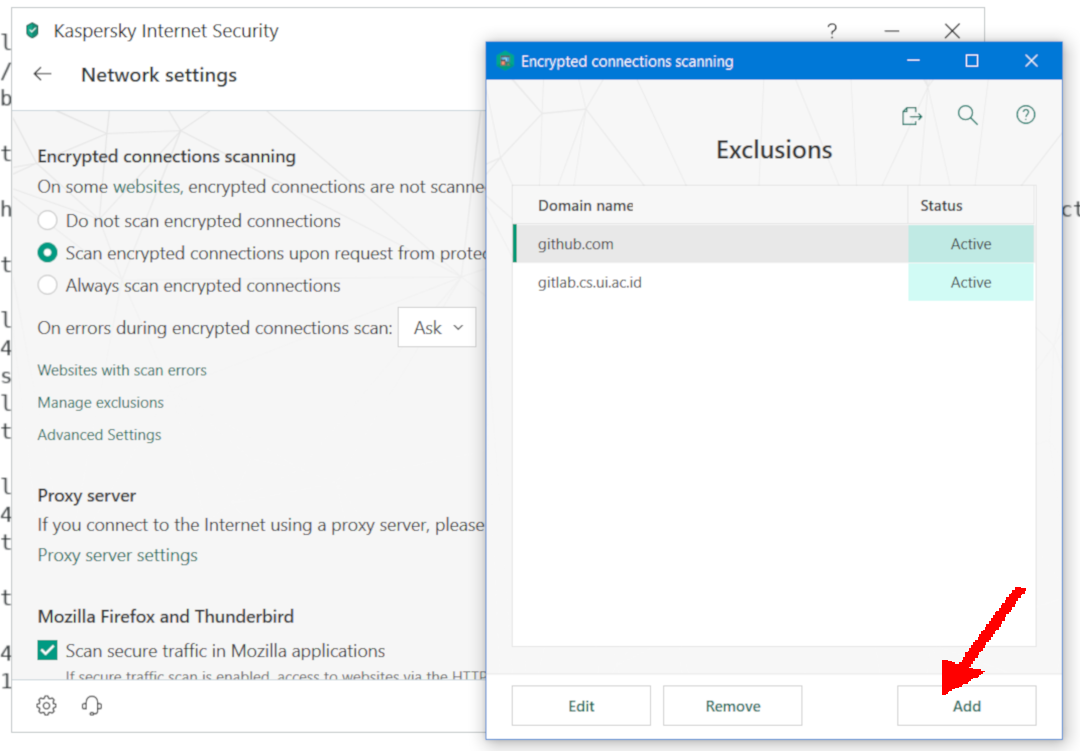 Kaspersky Internet Security
?
Network settings
Encrypted connections scanning
On some websites, encrypted connections are not scanne
Do not scan encrypted connections
Scan encrypted connections upon request from protec
Always scan encrypted connections
On errors during encrypted connections scan: Ask
Websites with scan errors
Manage exclusions
Advanced Settings
Proxy server
If you connect to the Internet using a proxy server, please
Proxy server settings
Mozilla Firefox and Thunderbird
Scan secure traffic in Mozilla applications
If secure traffic scan is enabled, access to websites via the HTTP
Encrypted connections scanning
?
Exclusions
Domain name Status
github.com Active
gitlab.cs.ui.ac.id Active
Edit Remove Add